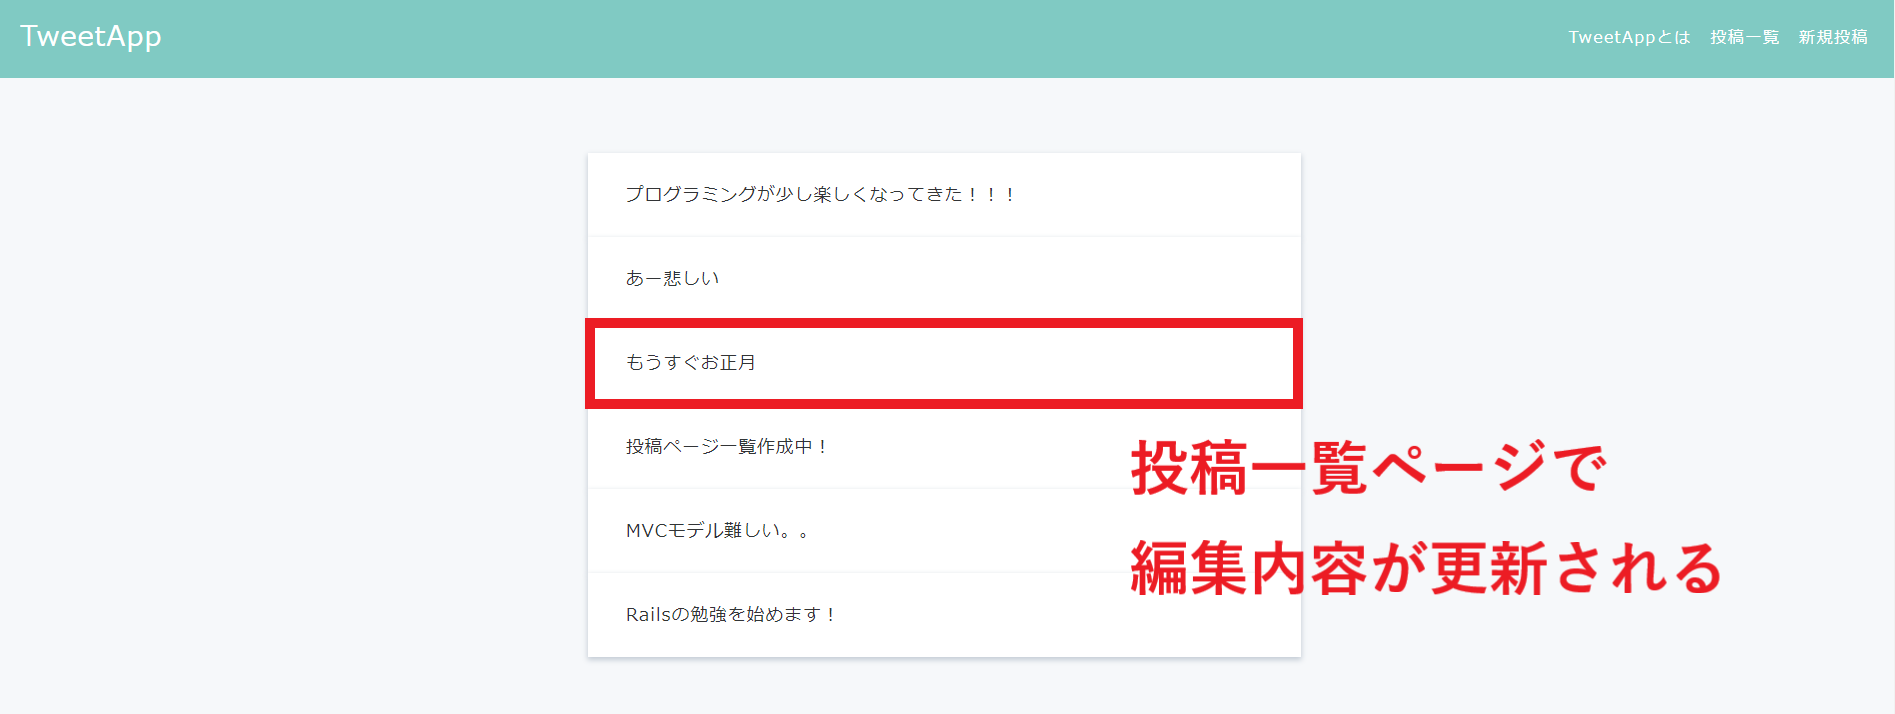 TweetApp
TweetAppとは 投稿一覧 新規投稿
プログラミングが少し楽しくなってきた！！！
あー悲しい
もうすぐお正月
投稿ページ一覧作成中！
MVCモデル難しい。。
Railsの勉強を始めます！
投稿一覧ページで
編集内容が更新される